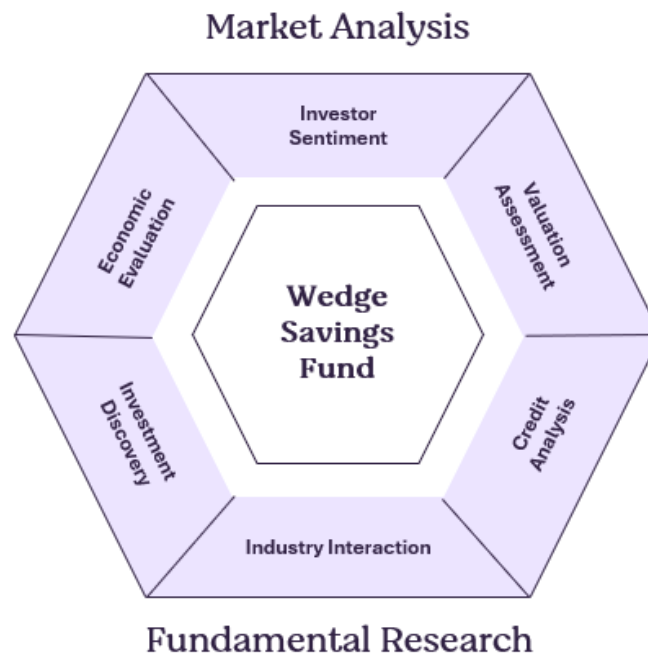 Market Analysis
Investor
Sentiment
Economic
Evaluation
Valuation
Assessment
Wedge
Savings
Fund
Investment
Discovery
Credit
Analysis
Industry Interaction
Fundamental Research